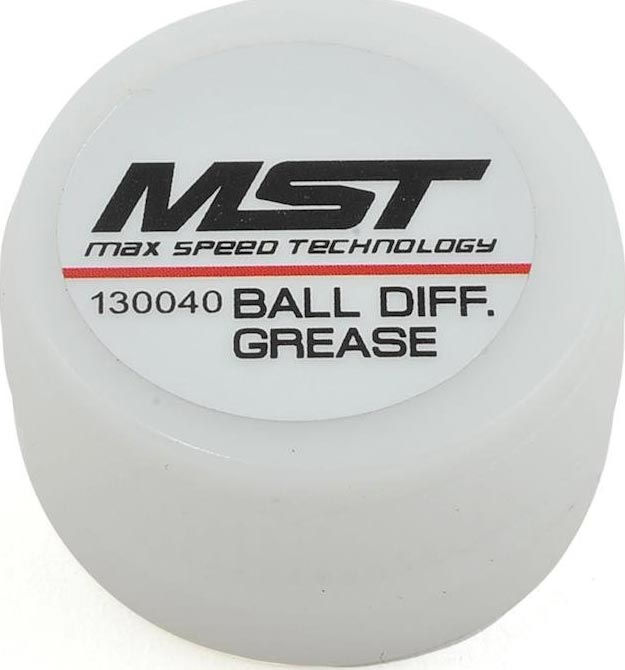 MST
max SPEED TECHNOLOGY
130040 BALL DIFF.
GREASE